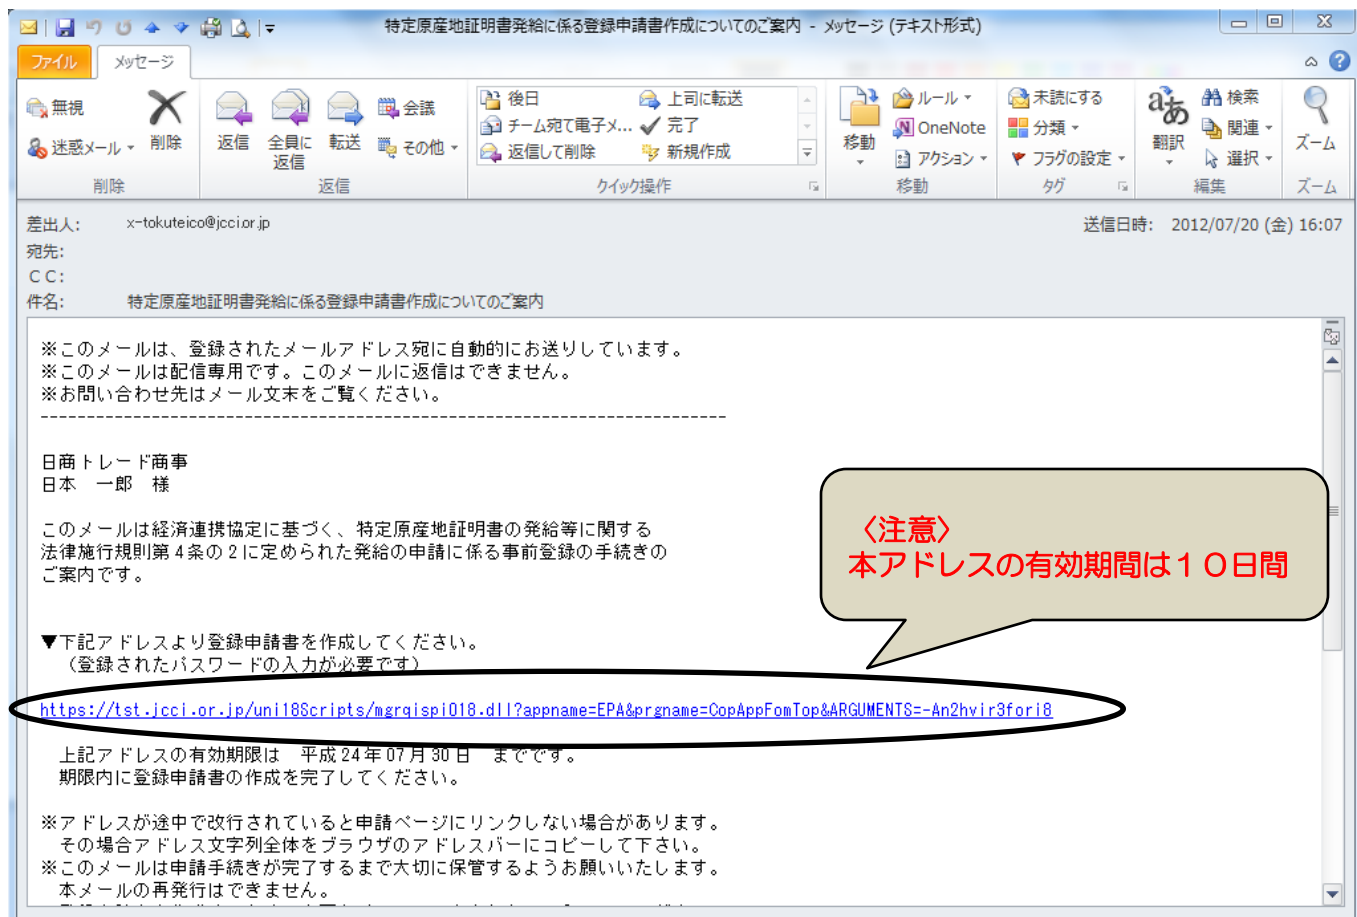 特定原産地証明書発給に係る登録申請書作成についてのご案内 - メッセージ (テキスト形式)
ファイル メッセージ
無視
迷惑メール
削除
削除
返信
全員に
返信
転送
会議
その他
返信
後日
チーム宛て電子メ...
返信して削除
上司に転送
完了
新規作成
クイック操作
移動
ルール
OneNote
アクション
移動
未読にする
分類
フラグの設定
タグ
aあ
翻訳
検索
関連
選択
編集
ズーム
ズーム
差出人: x-tokuteico@jcci.or.jp
送信日時: 2012/07/20 (金) 16:07
宛先:
CC:
件名: 特定原産地証明書発給に係る登録申請書作成についてのご案内
※このメールは、登録されたメールアドレス宛に自動的にお送りしています。
※このメールは配信専用です。このメールに返信はできません。
※お問い合わせ先はメール文末をご覧ください。
--------------------------------------------------------------------------
日商トレード商事
日本 一郎 様
このメールは経済連携協定に基づく、特定原産地証明書の発給等に関する
法律施行規則第4条の2に定められた発給の申請に係る事前登録の手続きの
ご案内です。
〈注意〉
本アドレスの有効期間は10日間
▼下記アドレスより登録申請書を作成してください。
(登録されたパスワードの入力が必要です)
https://tst.jcci.or.jp/uni18Scripts/mgrqispi018.dll?appname=EPA&prgname=CopAppFomTop&ARGUMENTS=-An2hvir3fori8
上記アドレスの有効期限は 平成24年07月30日 までです。
期限内に登録申請書の作成を完了してください。
※アドレスが途中で改行されていると申請ページにリンクしない場合があります。
その場合アドレス文字列全体をブラウザのアドレスバーにコピーして下さい。
※このメールは申請手続きが完了するまで大切に保管するようお願いいたします。
本メールの再発行はできません。